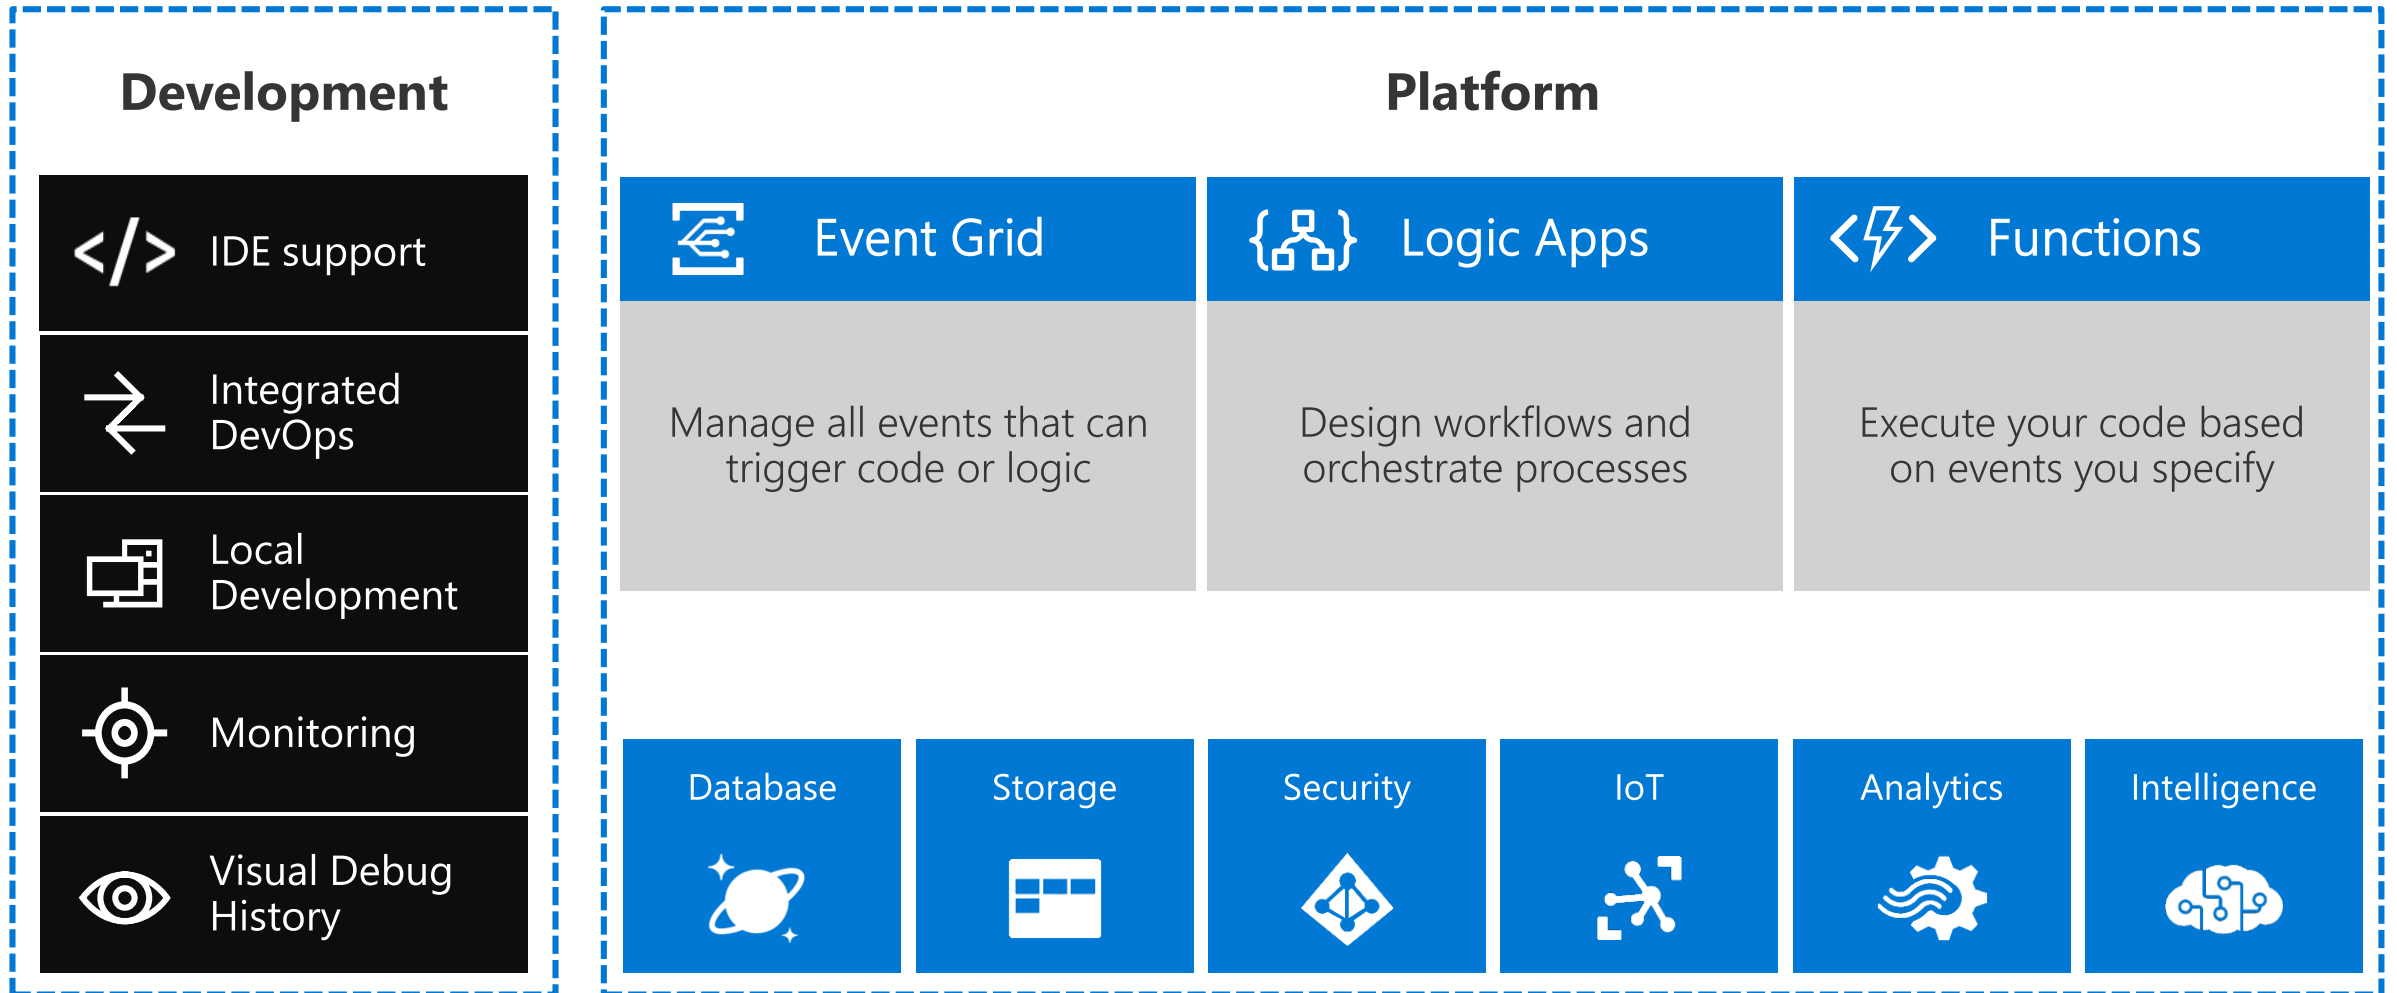 Development
IDE support
Integrated
DevOps
Local
Development
Monitoring
Visual Debug
History
Platform
Event Grid
Manage all events that can
trigger code or logic
Logic Apps
Design workflows and
orchestrate processes
Functions
Execute your code based
on events you specify
Database
Storage
Security
IoT
Analytics
Intelligence